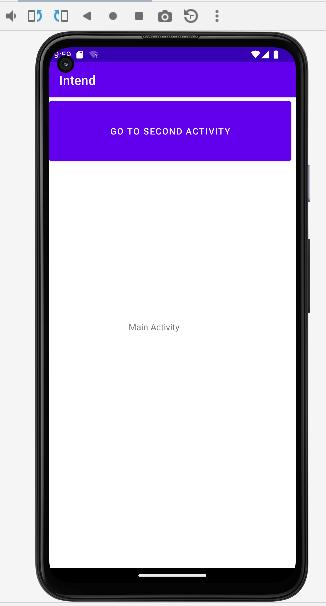 Intend
GO TO SECOND ACTIVITY
Main Activity